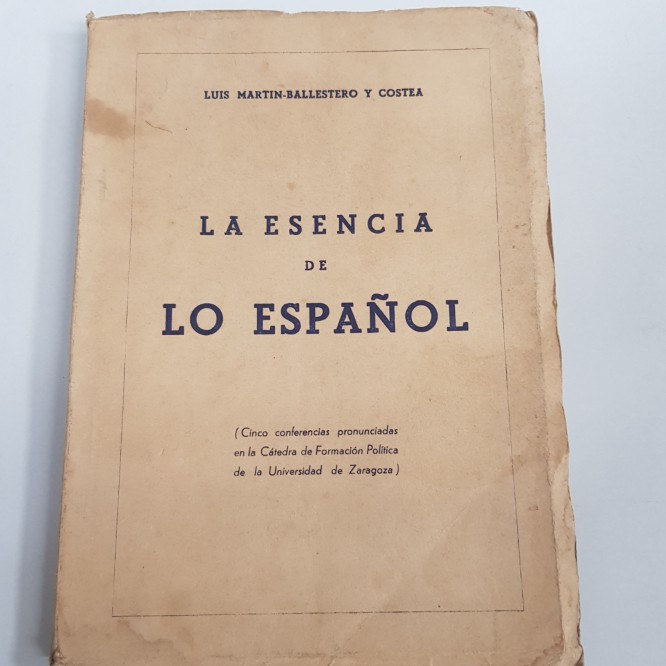 LUIS MARTIN-BALLESTERO Y COSTEA
LA ESENCIA
DE
LO ESPAÑOL
(Cinco conferencias pronunciadas
en la Cátedra de Formación Política
de la Universidad de Zaragoza)